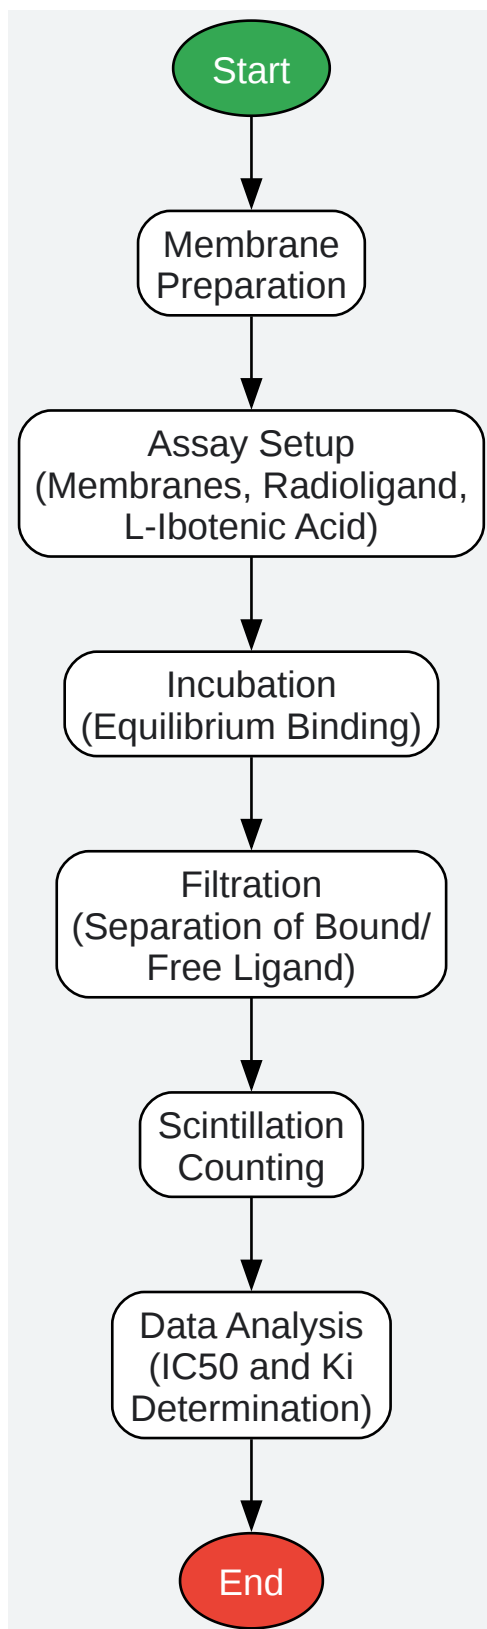 Start
Membrane
Preparation
Assay Setup
(Membranes, Radioligand,
L-Ibotenic Acid)
Incubation
(Equilibrium Binding)
Filtration
(Separation of Bound/
Free Ligand)
Scintillation
Counting
Data Analysis
(IC50 and Ki
Determination)
End